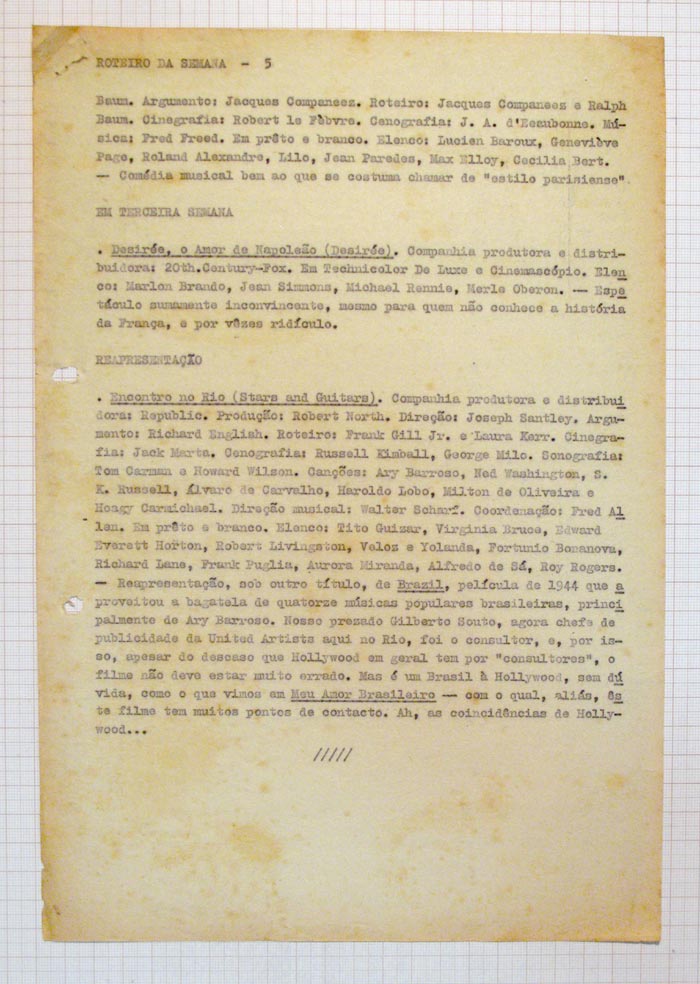 ROTEIRO DA SEMANA - 5
Baum. Argumento: Jacques Companeez. Roteiro: Jacques Companeez e Ralph
Baum. Cinegrafia: Robert le Fèbvre. Cenografia: J. A. d'Eeaubonne. Mú-
sica: Fred Freed. Em prêto e branco. Elenco: Lucien Baroux, Geneviève
Page, Roland Alexandre, Lilo, Jean Paredes, Max Elloy, Cecilia Bert.
— Comédia musical bem ao que se costuma chamar de "estilo parisiense".
EM TERCEIRA SEMANA
. Desirée, o Amor de Napoleão (Desirée). Companhia produtora e distri-
buidora: 20th.Century-Fox. Em Technicolor De Luxe e Cinemascópio. Elen
co: Marlon Brando, Jean Simmons, Michael Rennie, Merle Oberon. — Espe
táculo sumamente inconvincente, mesmo para quem não conhece a história
da França, e por vêzes ridículo.
REAPRESENTAÇÃO
. Encontro no Rio (Stars and Guitars). Companhia produtora e distribui
dora: Republic. Produção: Robert North. Direção: Joseph Santley. Argu-
mento: Richard English. Roteiro: Frank Gill Jr. e Laura Kerr. Cinegra-
fia: Jack Marta. Cenografia: Russell Kimball, George Milo. Sonografia:
Tom Carman e Howard Wilson. Canções: Ary Barroso, Ned Washington, S.
K. Russell, Álvaro de Carvalho, Haroldo Lobo, Milton de Oliveira e
Hoagy Carmichael. Direção musical: Walter Scharf. Coordenação: Fred Al
len. Em prêto e branco. Elenco: Tito Guizar, Virginia Bruce, Edward
Everett Horton, Robert Livingston, Veloz e Yolanda, Fortunio Bonanova,
Richard Lane, Frank Puglia, Aurora Miranda, Alfredo de Sá, Roy Rogers.
— Reapresentação, sob outro título, de Brazil, película de 1944 que a
proveitou a bagatela de quatorze músicas populares brasileiras, princi
palmente de Ary Barroso. Nosso prezado Gilberto Souto, agora chefe de
publicidade da United Artists aqui no Rio, foi o consultor, e, por is-
so, apesar do descaso que Hollywood em geral tem por "consultores", o
filme não deve estar muito errado. Mas é um Brasil à Hollywood, sem dú
vida, como o que vimos em Meu Amor Brasileiro — com o qual, aliás, ês
te filme tem muitos pontos de contacto. Ah, as coincidências de Holly-
wood...
/////